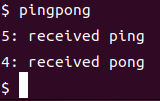 $ pingpong
5: received ping
4: received pong
$